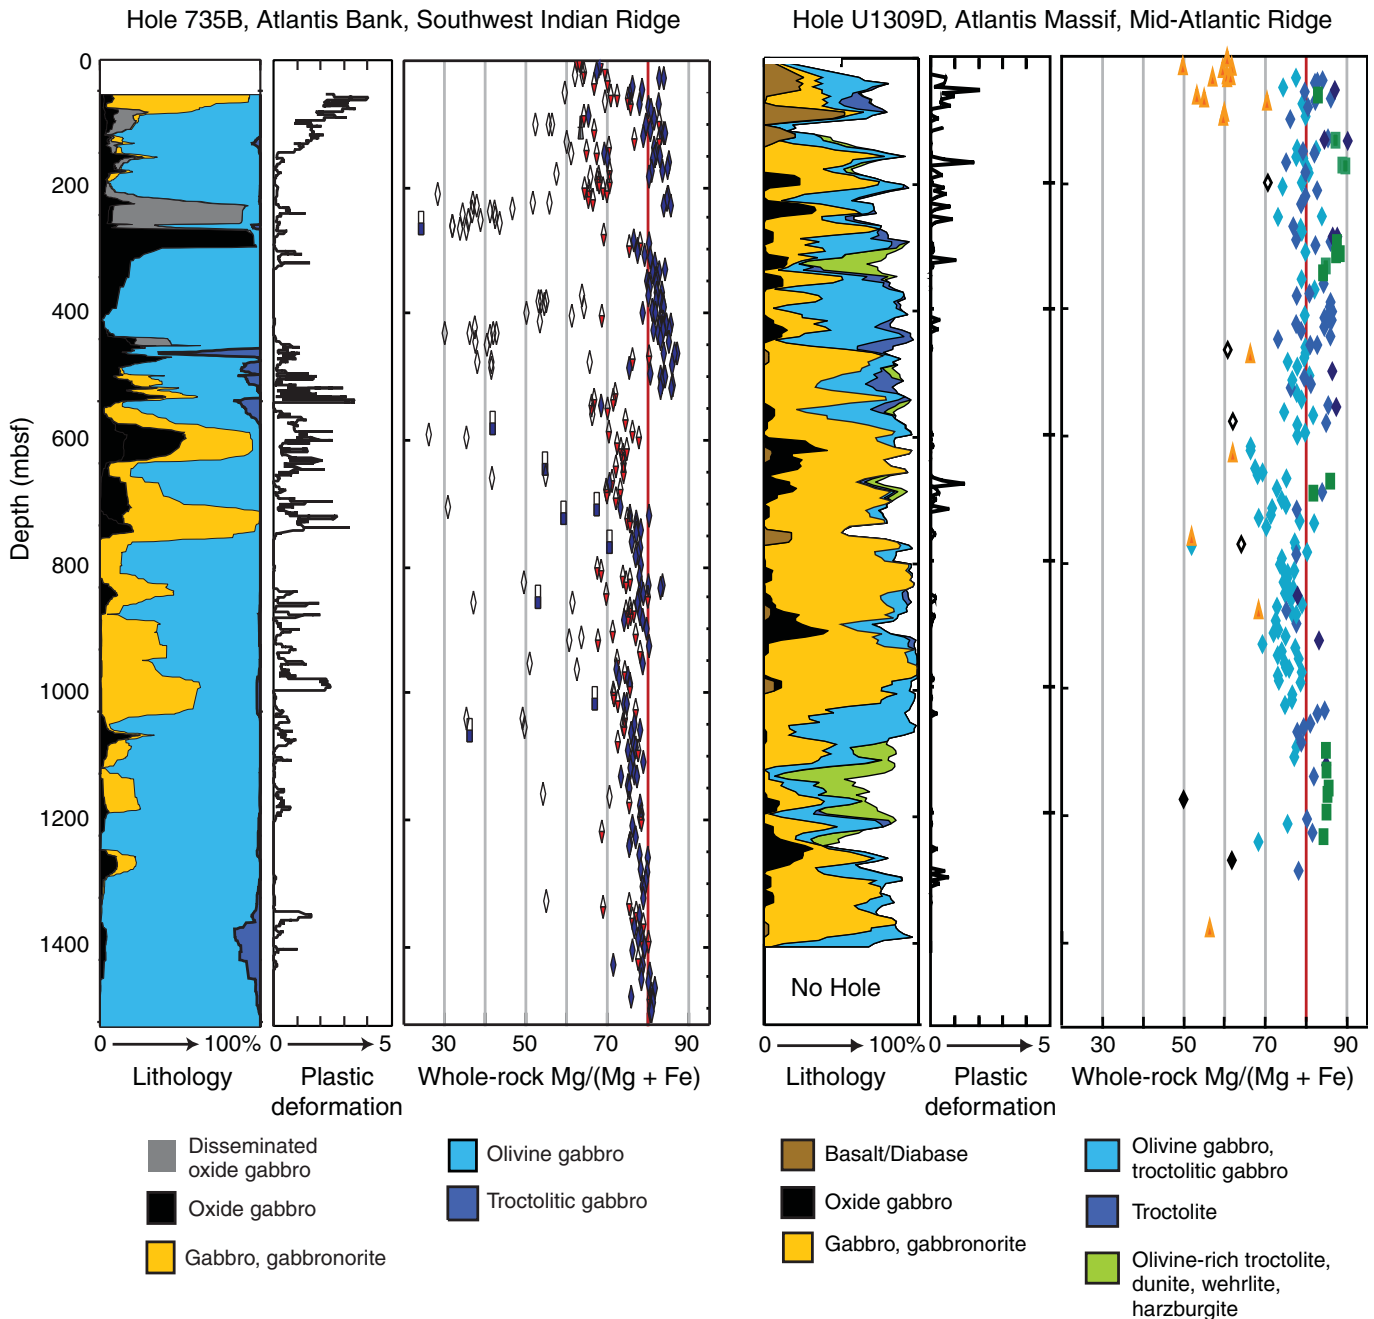 Hole 735B, Atlantis Bank, Southwest Indian Ridge
Hole U1309D, Atlantis Massif, Mid-Atlantic Ridge
Depth (mbsf)
0
200
400
600
800
1000
1200
1400
No Hole
0 100%
0 5
30 50 70 90
0 100%
0 5
30 50 70 90
Lithology
Plastic
deformation
Whole-rock Mg/(Mg + Fe)
Lithology
Plastic
deformation
Whole-rock Mg/(Mg + Fe)
Disseminated
oxide gabbro
Oxide gabbro
Gabbro, gabbronorite
Olivine gabbro
Troctolitic gabbro
Basalt/Diabase
Oxide gabbro
Gabbro, gabbronorite
Olivine gabbro,
troctolitic gabbro
Troctolite
Olivine-rich troctolite,
dunite, wehrlite,
harzburgite